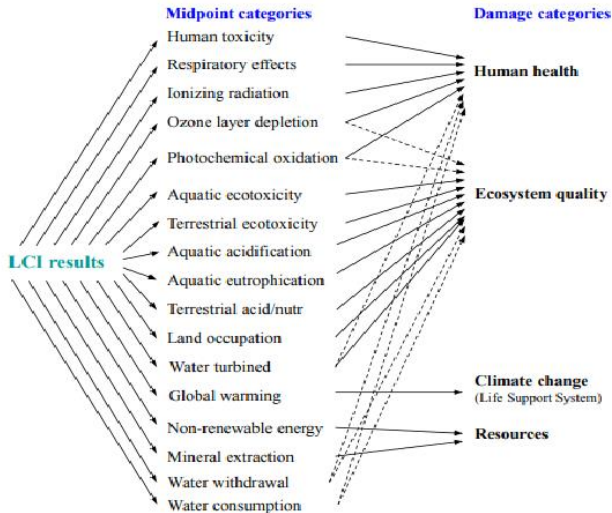 Midpoint categories
Damage categories
Human toxicity
Respiratory effects
Human health
Ionizing radiation
Ozone layer depletion
Photochemical oxidation
Aquatic ecotoxicity
Ecosystem quality
Terrestrial ecotoxicity
Aquatic acidification
LCI results
Aquatic eutrophication
Terrestrial acid/nutr
Land occupation
Water turbined
Climate change
(Life Support System)
Global warming
Non-renewable energy
Resources
Mineral extraction
Water withdrawal
Water consumption